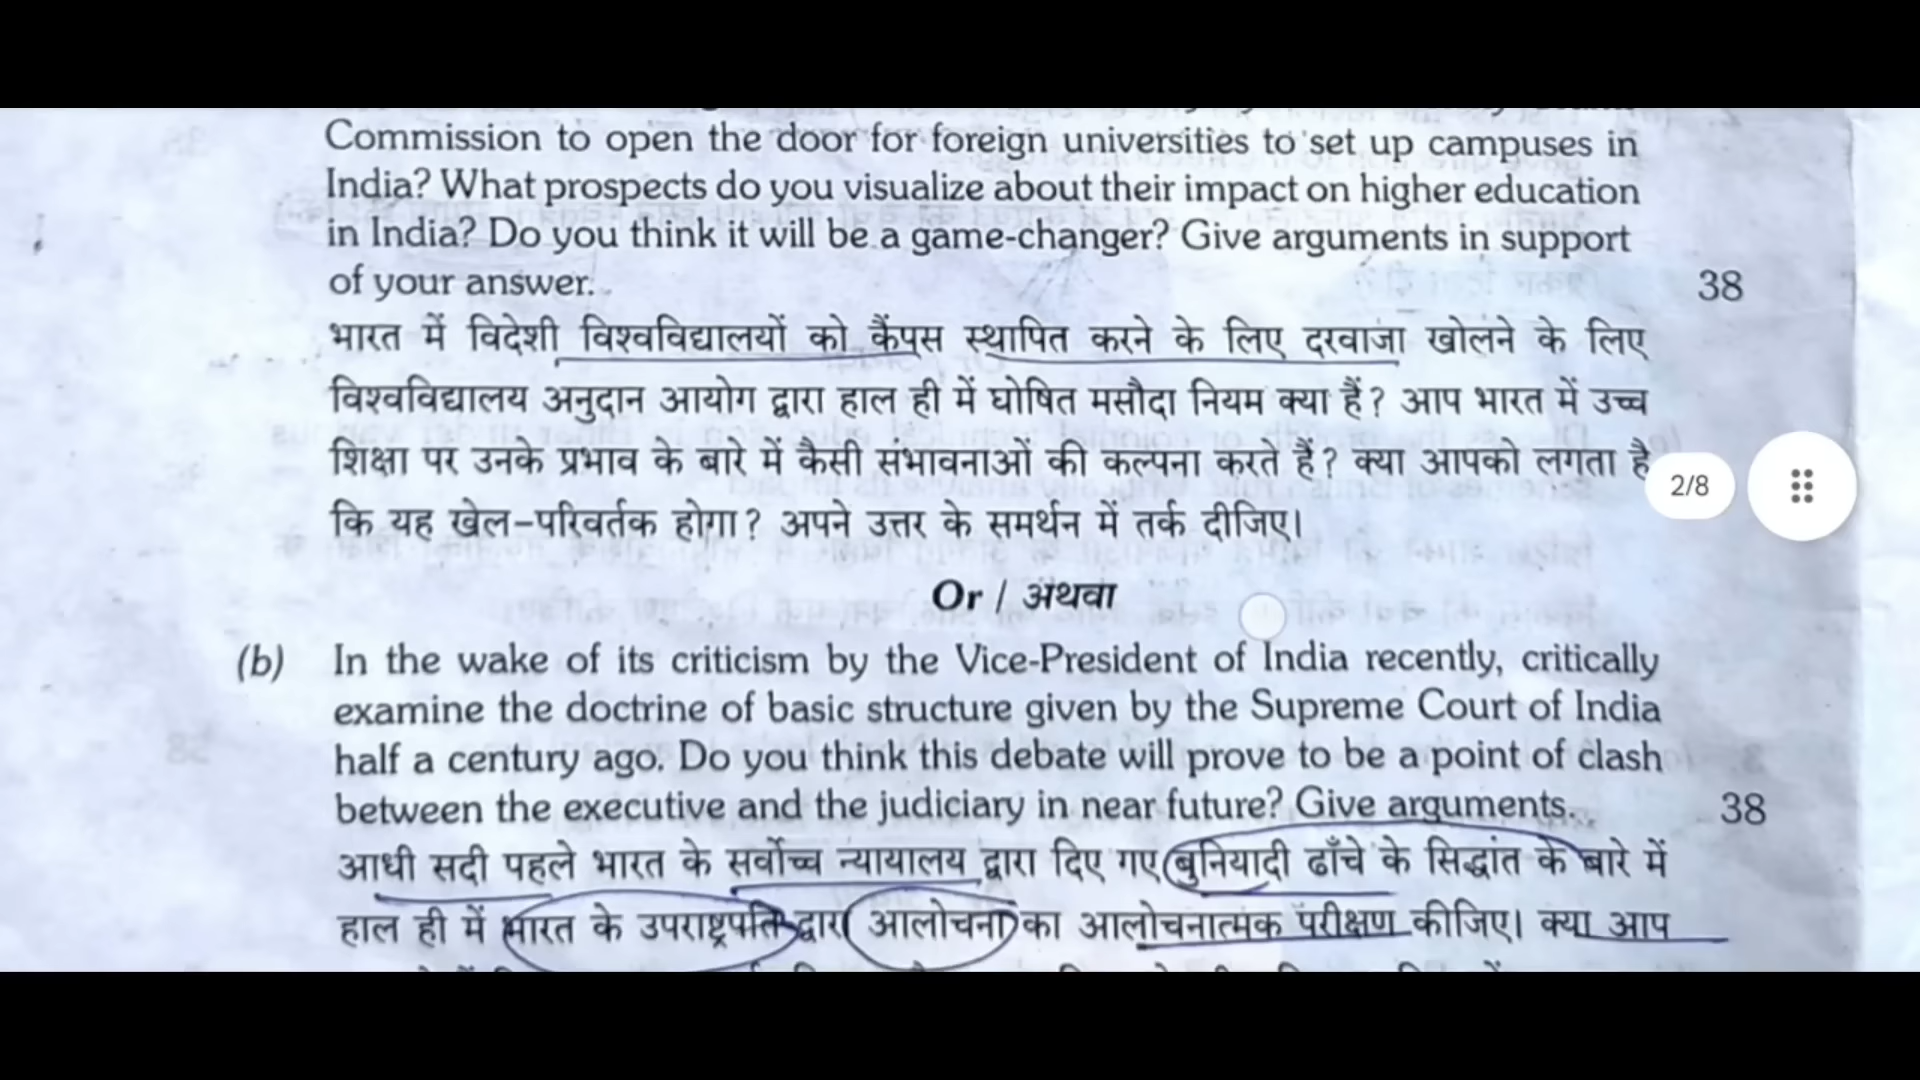 Commission to open the door for foreign universities to set up campuses in
India? What prospects do you visualize about their impact on higher education
in India? Do you think it will be a game-changer? Give arguments in support
of your answer. 38
भारत में विदेशी विश्वविद्यालयों को कैंपस स्थापित करने के लिए दरवाजा खोलने के लिए
विश्वविद्यालय अनुदान आयोग द्वारा हाल ही में घोषित मसौदा नियम क्या हैं? आप भारत में उच्च
शिक्षा पर उनके प्रभाव के बारे में कैसी संभावनाओं की कल्पना करते हैं? क्या आपको लगता है
2/8
कि यह खेल-परिवर्तक होगा? अपने उत्तर के समर्थन में तर्क दीजिए।
Or / अथवा
(b) In the wake of its criticism by the Vice-President of India recently, critically
examine the doctrine of basic structure given by the Supreme Court of India
half a century ago. Do you think this debate will prove to be a point of clash
between the executive and the judiciary in near future? Give arguments. 38
आधी सदी पहले भारत के सर्वोच्च न्यायालय द्वारा दिए गए बुनियादी ढाँचे के सिद्धांत के बारे में
हाल ही में भारत के उपराष्ट्रपति द्वारा आलोचना का आलोचनात्मक परीक्षण कीजिए। क्या आप